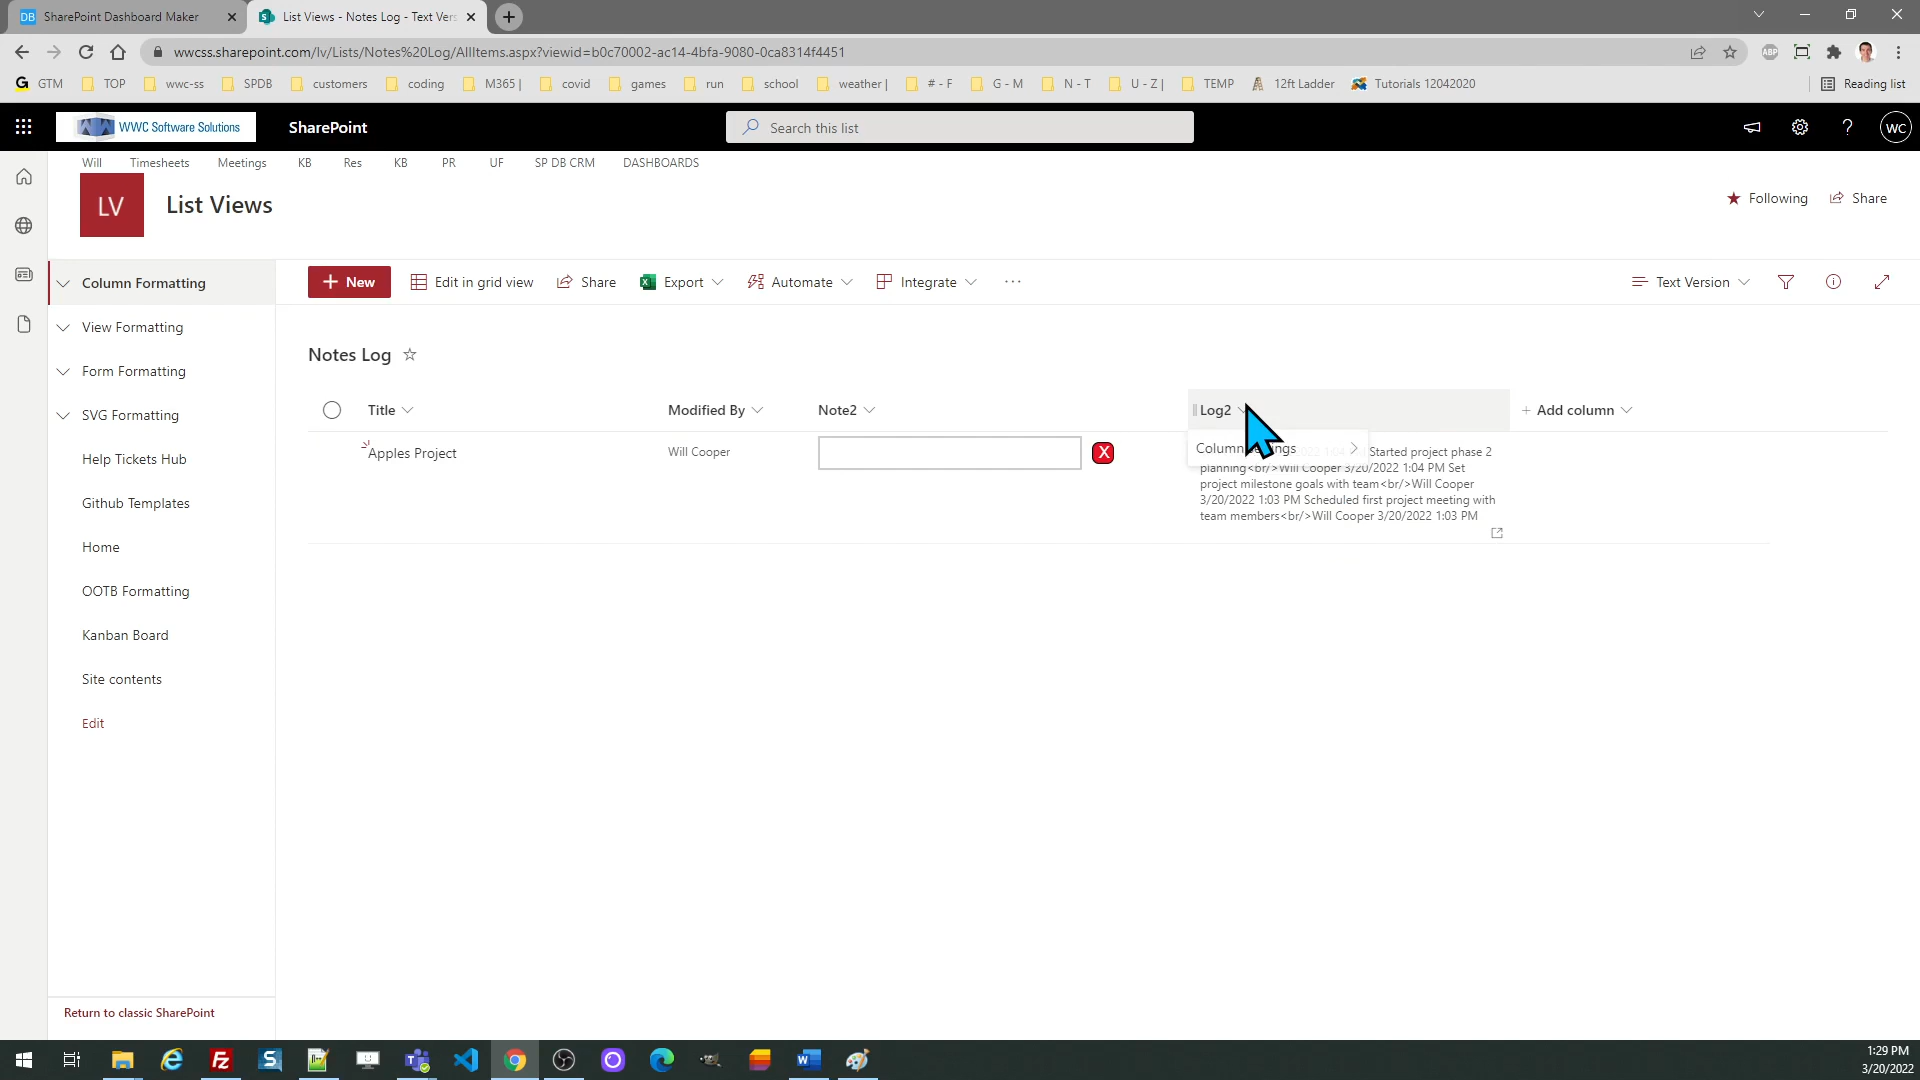 DB SharePoint Dashboard Maker
List Views - Notes Log - Text Vers
wwcss.sharepoint.com/lv/Lists/Notes%20Log/AllItems.aspx?viewid=b0c70002-ac14-4bfa-9080-0ca8314f4451
ABP
G GTM TOP wwc-ss SPDB customers coding M365 | covid games run school weather | # - F G - M N - T U - Z | TEMP 12ft Ladder Tutorials 12042020 Reading list
WWC Software Solutions SharePoint Search this list ? WC
Will Timesheets Meetings KB Res KB PR UF SP DB CRM DASHBOARDS
LV List Views Following Share
Column Formatting
View Formatting
Form Formatting
SVG Formatting
Help Tickets Hub
Github Templates
Home
OOTB Formatting
Kanban Board
Site contents
Edit
Return to classic SharePoint
+ New Edit in grid view Share Export Automate Integrate ... Text Version
Notes Log
Title Modified By Note2 Log2 + Add column
Apples Project Will Cooper X
Started project phase 2
planning<br/>Will Cooper 3/20/2022 1:04 PM Set
project milestone goals with team<br/>Will Cooper
3/20/2022 1:03 PM Scheduled first project meeting with
team members<br/>Will Cooper 3/20/2022 1:03 PM
1:29 PM
3/20/2022